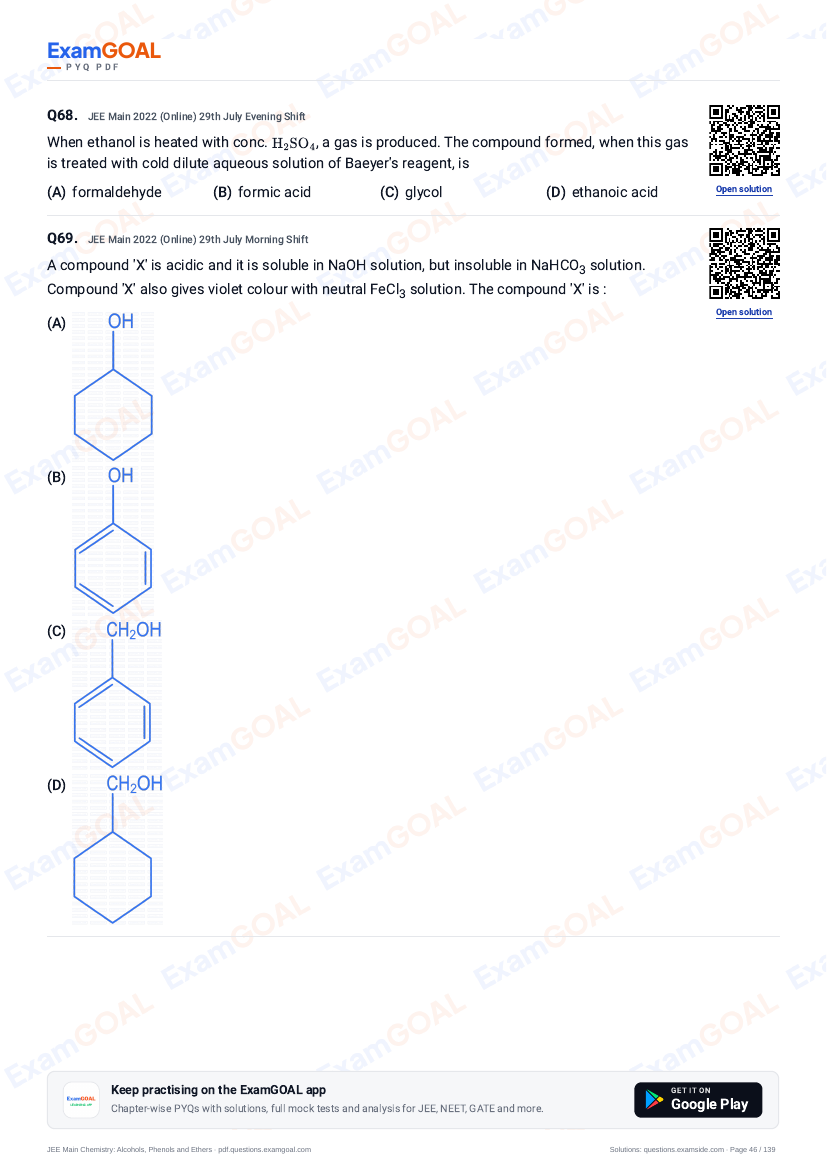 ExamGOAL
PYQ PDF
Q68. JEE Main 2022 (Online) 29th July Evening Shift
When ethanol is heated with conc. H₂SO₄, a gas is produced. The compound formed, when this gas
is treated with cold dilute aqueous solution of Baeyer's reagent, is
(A) formaldehyde (B) formic acid (C) glycol (D) ethanoic acid
Open solution
Q69. JEE Main 2022 (Online) 29th July Morning Shift
A compound 'X' is acidic and it is soluble in NaOH solution, but insoluble in NaHCO₃ solution.
Compound 'X' also gives violet colour with neutral FeCl₃ solution. The compound 'X' is :
Open solution
(A) OH
(B) OH
(C) CH₂OH
(D) CH₂OH
Keep practising on the ExamGOAL app
Chapter-wise PYQs with solutions, full mock tests and analysis for JEE, NEET, GATE and more.
GET IT ON
Google Play
JEE Main Chemistry: Alcohols, Phenols and Ethers · pdf.questions.examgoal.com
Solutions: questions.examside.com · Page 46 / 139